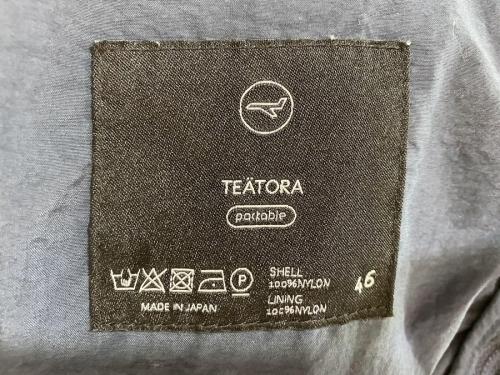 TEÄTORA
packable
P
SHELL
100%NYLON
LINING
100%NYLON
46
MADE IN JAPAN